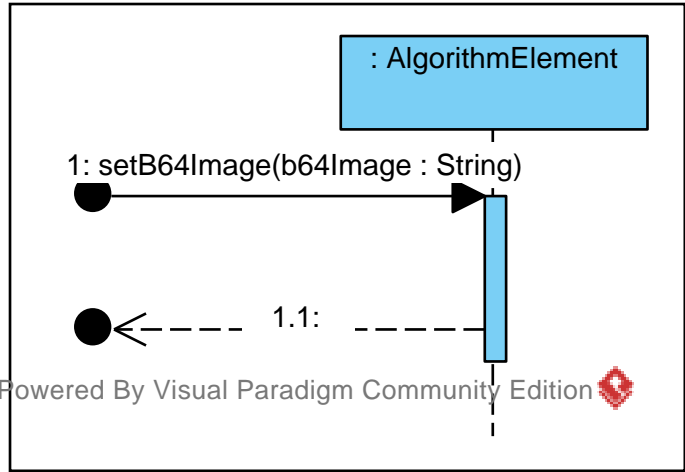 : AlgorithmElement
1: setB64Image(b64Image : String)
1.1:
Powered By Visual Paradigm Community Edition